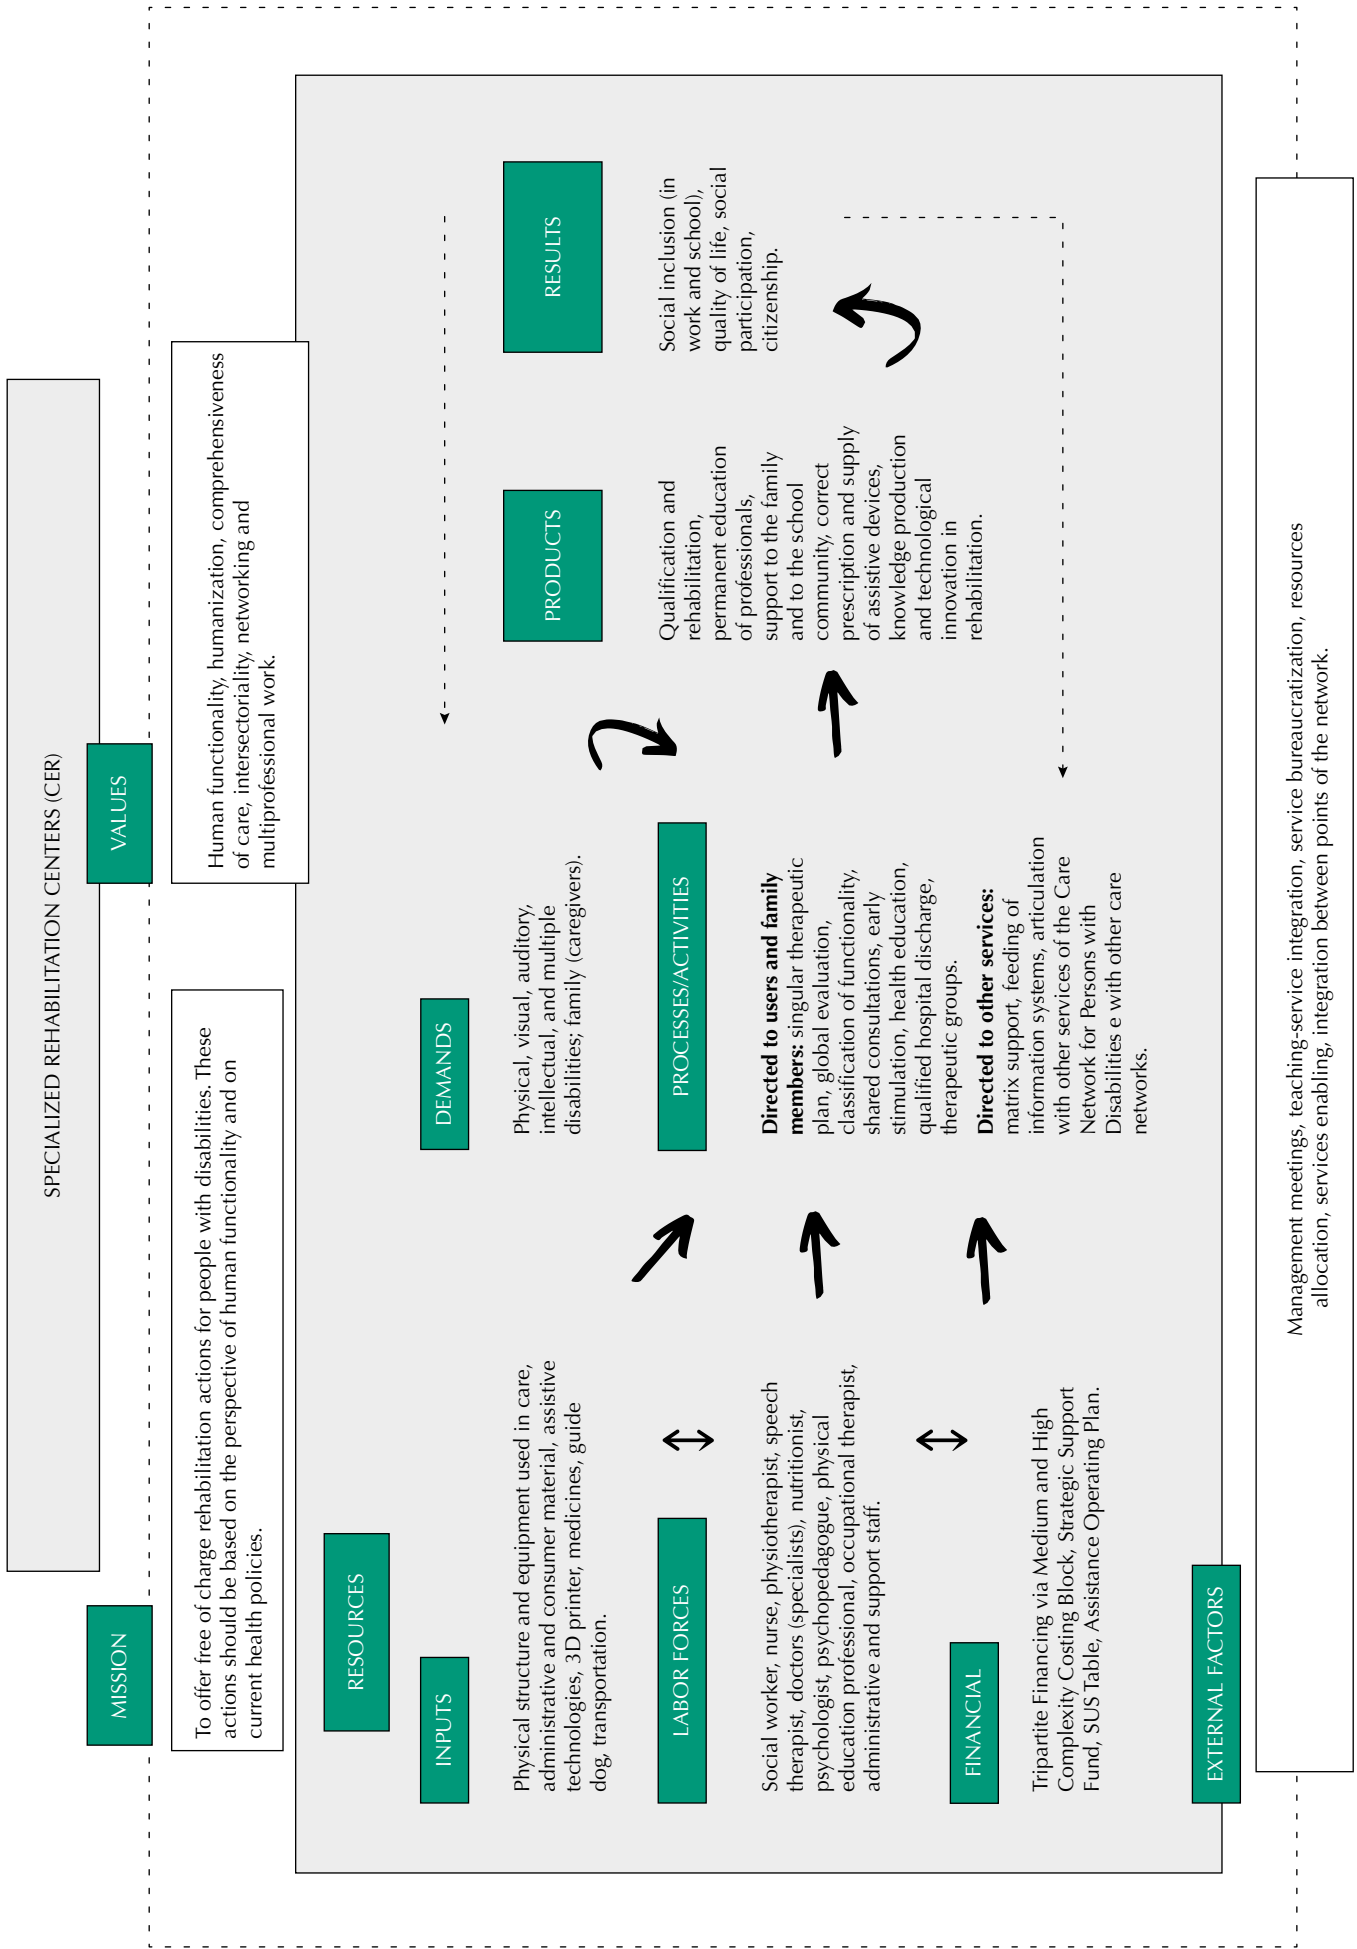 SPECIALIZED REHABILITATION CENTERS (CER)
MISSION
To offer free of charge rehabilitation actions for people with disabilities. These
actions should be based on the perspective of human functionality and on
current health policies.
VALUES
Human functionality, humanization, comprehensiveness
of care, intersectoriality, networking and
multiprofessional work.
RESOURCES
INPUTS
Physical structure and equipment used in care,
administrative and consumer material, assistive
technologies, 3D printer, medicines, guide
dog, transportation.
LABOR FORCES
Social worker, nurse, physiotherapist, speech
therapist, doctors (specialists), nutritionist,
psychologist, psychopedagogue, physical
education professional, occupational therapist,
administrative and support staff.
FINANCIAL
Tripartite Financing via Medium and High
Complexity Costing Block, Strategic Support
Fund, SUS Table, Assistance Operating Plan.
DEMANDS
Physical, visual, auditory,
intellectual, and multiple
disabilities; family (caregivers).
PROCESSES/ACTIVITIES
Directed to users and family
members: singular therapeutic
plan, global evaluation,
classification of functionality,
shared consultations, early
stimulation, health education,
qualified hospital discharge,
therapeutic groups.
Directed to other services:
matrix support, feeding of
information systems, articulation
with other services of the Care
Network for Persons with
Disabilities e with other care
networks.
PRODUCTS
Qualification and
rehabilitation,
permanent education
of professionals,
support to the family
and to the school
community, correct
prescription and supply
of assistive devices,
knowledge production
and technological
innovation in
rehabilitation.
RESULTS
Social inclusion (in
work and school),
quality of life, social
participation,
citizenship.
EXTERNAL FACTORS
Management meetings, teaching-service integration, service bureaucratization, resources
allocation, services enabling, integration between points of the network.